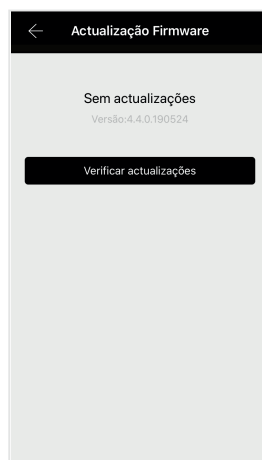 Actualização Firmware
Sem actualizações
Versão:4.4.0.190524
Verificar actualizações